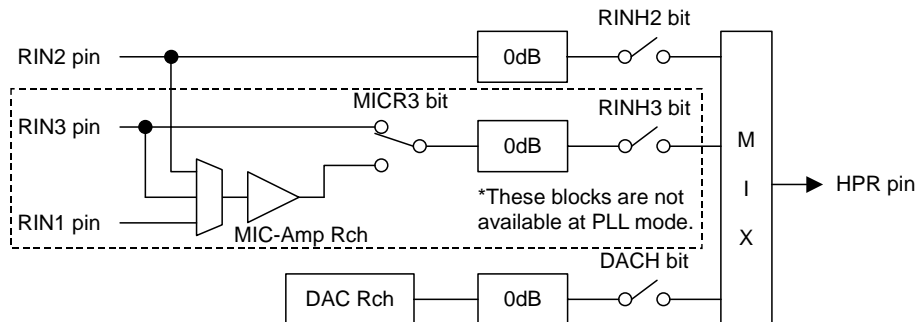 RINH2 bit
RIN2 pin
0dB
MICR3 bit
RINH3 bit
RIN3 pin
0dB
M
I
X
HPR pin
*These blocks are not
available at PLL mode.
RIN1 pin
MIC-Amp Rch
DACH bit
DAC Rch
0dB